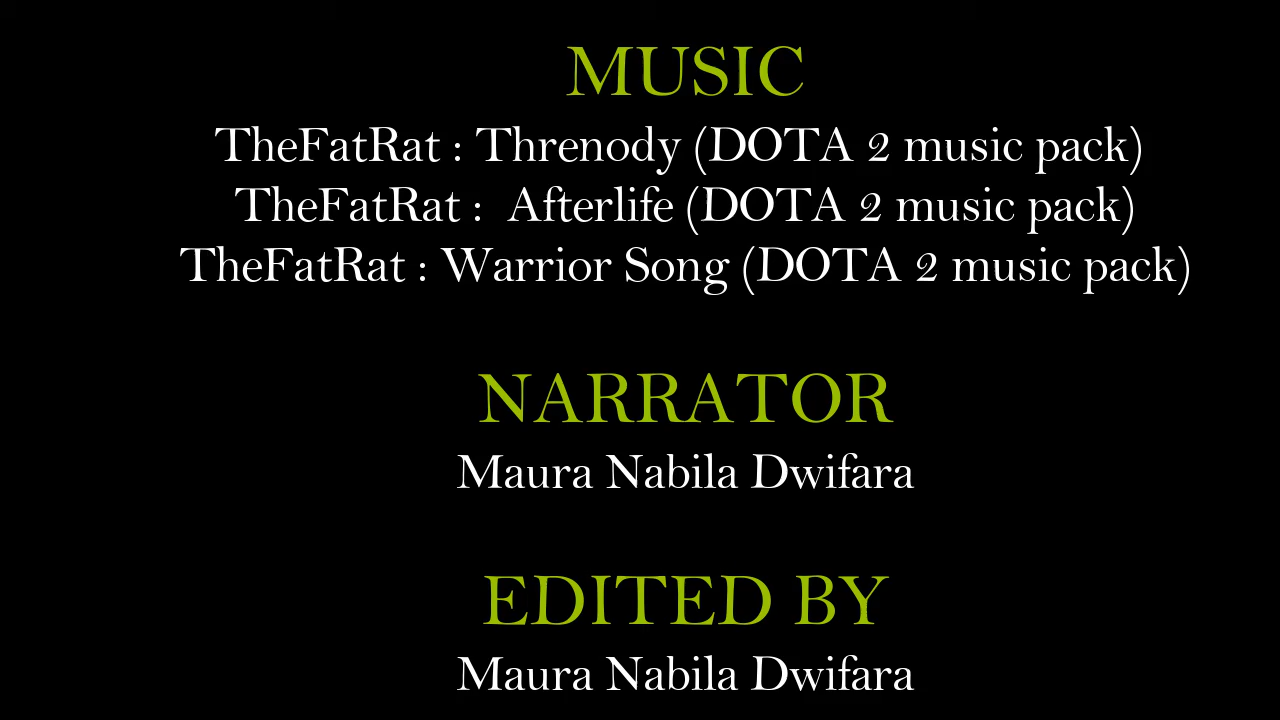 MUSIC
TheFatRat : Threnody (DOTA 2 music pack)
TheFatRat :  Afterlife (DOTA 2 music pack)
TheFatRat : Warrior Song (DOTA 2 music pack)
NARRATOR
Maura Nabila Dwifara
EDITED BY
Maura Nabila Dwifara